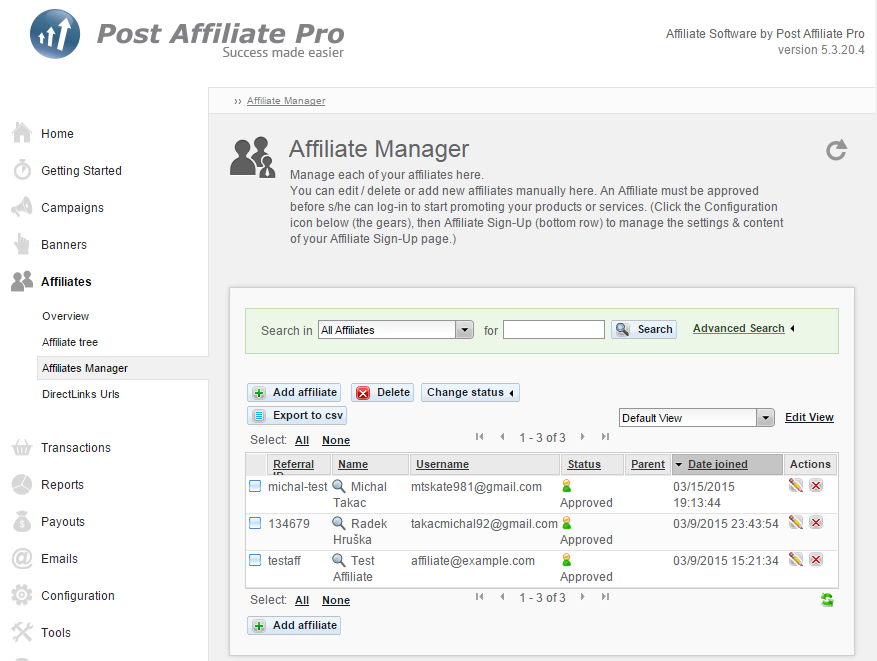 Post Affiliate Pro
Success made easier
Affiliate Software by Post Affiliate Pro
version 5.3.20.4
›› Affiliate Manager
Home
Getting Started
Campaigns
Banners
Affiliates
Overview
Affiliate tree
Affiliates Manager
DirectLinks Urls
Transactions
Reports
Payouts
Emails
Configuration
Tools
Affiliate Manager
Manage each of your affiliates here.
You can edit / delete or add new affiliates manually here. An Affiliate must be approved
before s/he can log-in to start promoting your products or services. (Click the Configuration
icon below (the gears), then Affiliate Sign-Up (bottom row) to manage the settings & content
of your Affiliate Sign-Up page.)
Search in All Affiliates for Search Advanced Search
Add affiliate Delete Change status
Export to csv
Default View Edit View
Select: All None 1 - 3 of 3
Referral ID Name Username Status Parent Date joined Actions
michal-test Michal mtskate981@gmail.com 03/15/2015
Takac Approved 19:13:44
134679 Radek takacmichal92@gmail.com 03/9/2015 23:43:54
Hruška Approved
testaff Test affiliate@example.com 03/9/2015 15:21:34
Affiliate Approved
Select: All None 1 - 3 of 3
Add affiliate